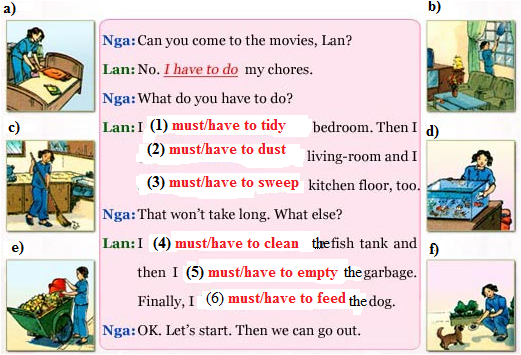 a)
b)
Nga: Can you come to the movies, Lan?
Lan: No. I have to do my chores.
Nga: What do you have to do?
c)
Lan: I (1) must/have to tidy bedroom. Then I
d)
(2) must/have to dust living-room and I
(3) must/have to sweep kitchen floor, too.
Nga: That won't take long. What else?
e)
Lan: I (4) must/have to clean the fish tank and
f)
then I (5) must/have to empty the garbage.
Finally, I (6) must/have to feed the dog.
Nga: OK. Let's start. Then we can go out.